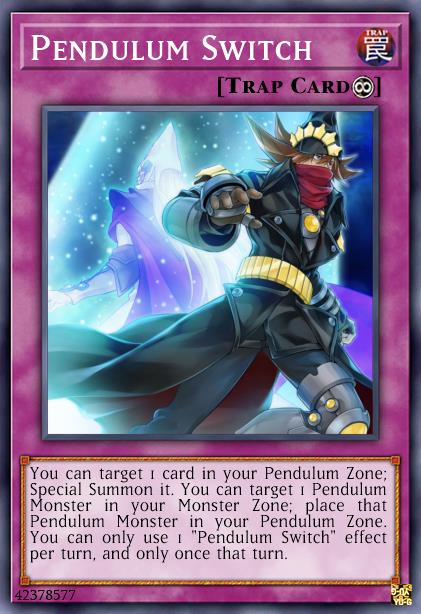 Pendulum Switch
TRAP
罠
[Trap Card]
You can target 1 card in your Pendulum Zone;
Special Summon it. You can target 1 Pendulum
Monster in your Monster Zone; place that
Pendulum Monster in your Pendulum Zone.
You can only use 1 "Pendulum Switch" effect
per turn, and only once that turn.
42378577